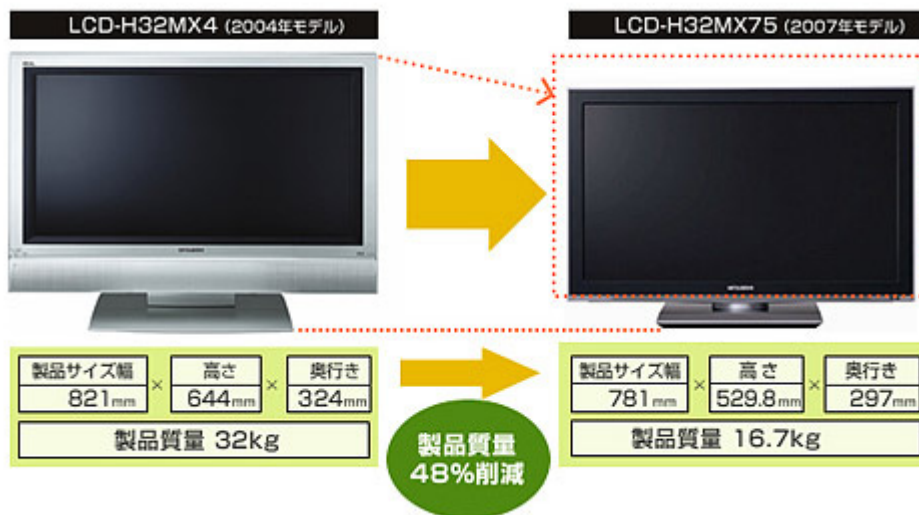 LCD-H32MX4 (2004年モデル)
LCD-H32MX75 (2007年モデル)
MITSUBISHI
MITSUBISHI
製品サイズ幅 × 高さ × 奥行き
821mm 644mm 324mm
製品質量 32kg
製品質量
48%削減
製品サイズ幅 × 高さ × 奥行き
781mm 529.8mm 297mm
製品質量 16.7kg